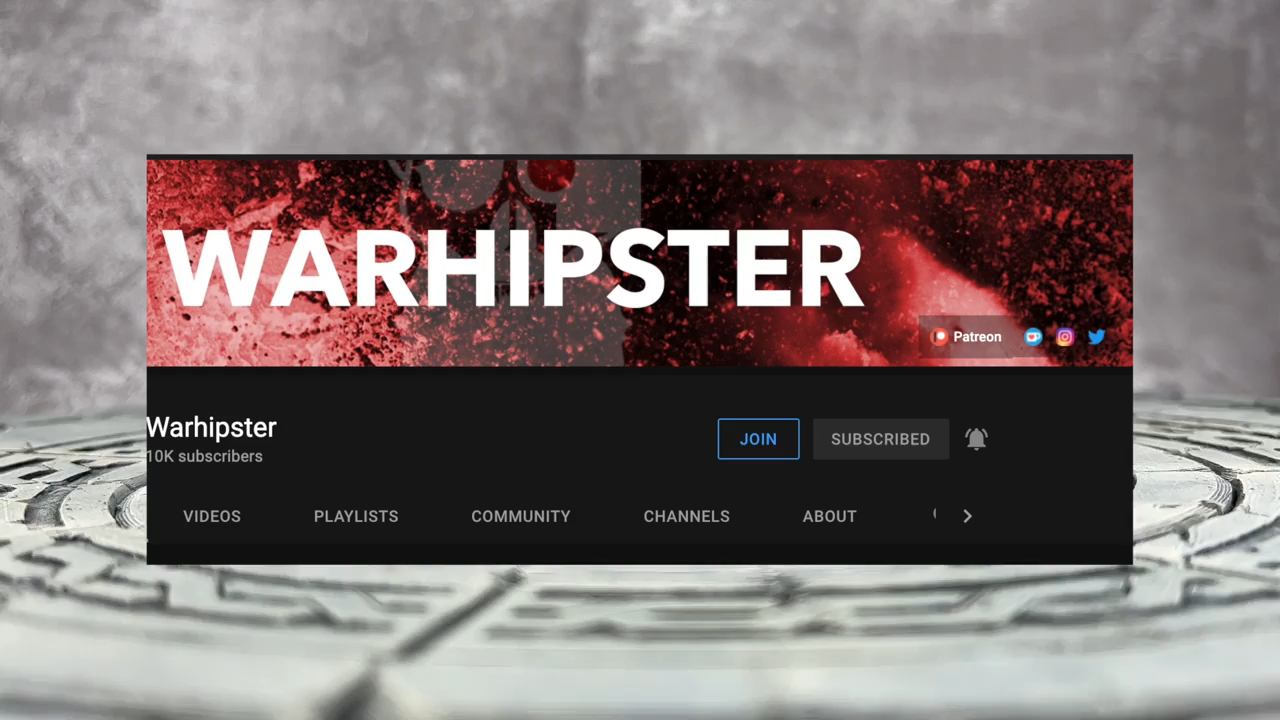 WARHIPSTER
Patreon
Warhipster
10K subscribers
JOIN
SUBSCRIBED
VIDEOS
PLAYLISTS
COMMUNITY
CHANNELS
ABOUT